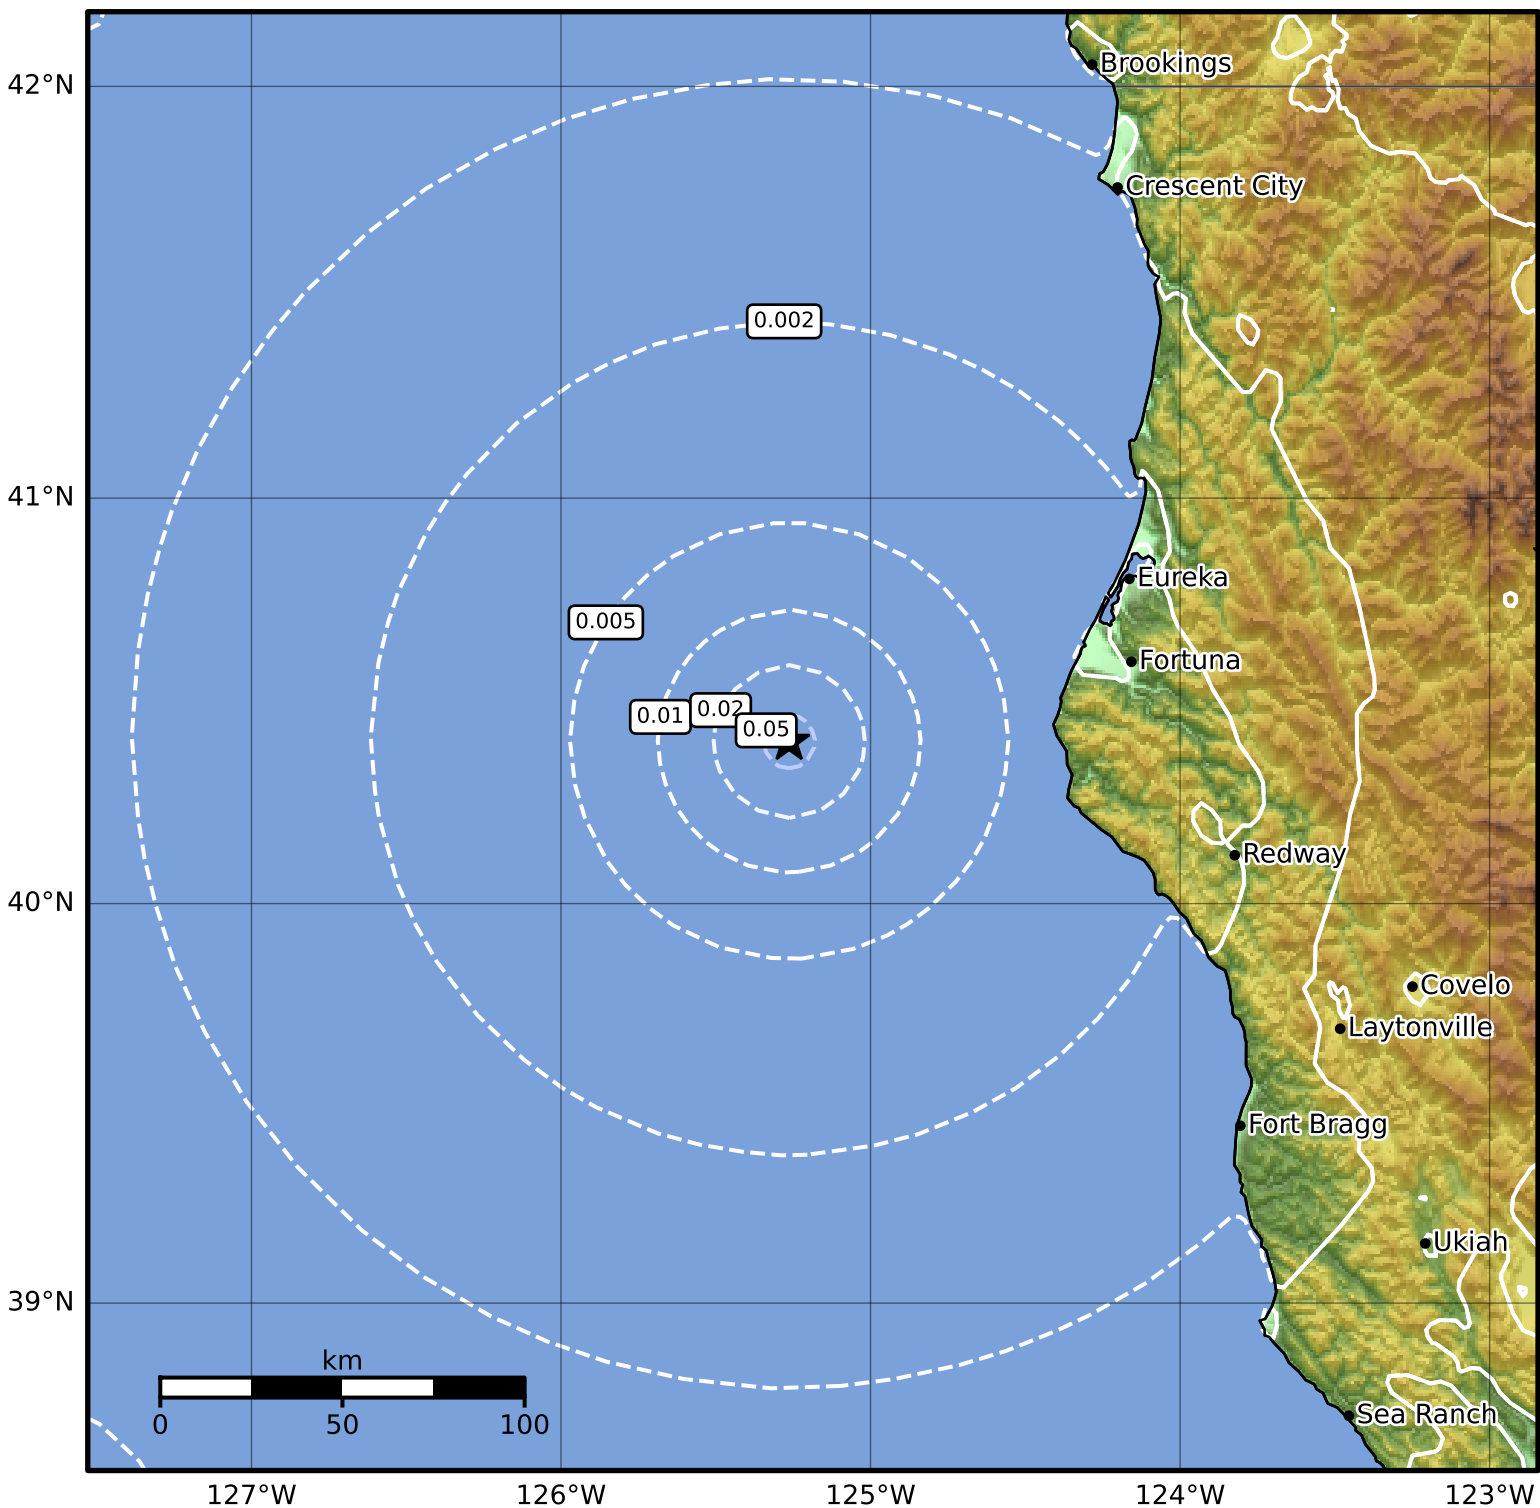 42°N
Brookings
Crescent City
0.002
41°N
Eureka
0.005
Fortuna
0.01
0.02
0.05
Redway
40°N
Covelo
Laytonville
Fort Bragg
Ukiah
39°N
km
0 50 100
Sea Ranch
127°W 126°W 125°W 124°W 123°W